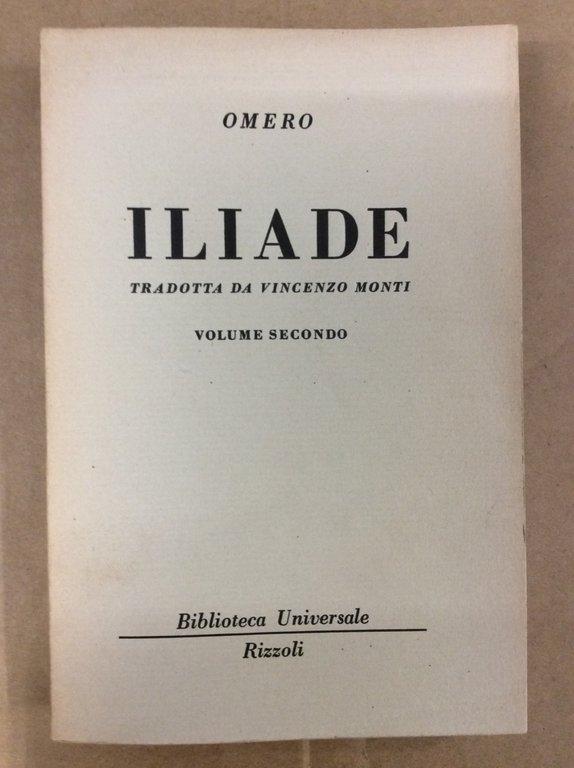 OMERO
ILIADE
TRADOTTA DA VINCENZO MONTI
VOLUME SECONDO
Biblioteca Universale
Rizzoli